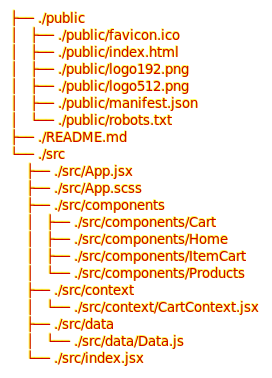 ├── ./public
│   ├── ./public/favicon.ico
│   ├── ./public/index.html
│   ├── ./public/logo192.png
│   ├── ./public/logo512.png
│   ├── ./public/manifest.json
│   └── ./public/robots.txt
├── ./README.md
└── ./src
    ├── ./src/App.jsx
    ├── ./src/App.scss
    ├── ./src/components
    │   ├── ./src/components/Cart
    │   ├── ./src/components/Home
    │   ├── ./src/components/ItemCart
    │   └── ./src/components/Products
    ├── ./src/context
    │   └── ./src/context/CartContext.jsx
    ├── ./src/data
    │   └── ./src/data/Data.js
    └── ./src/index.jsx